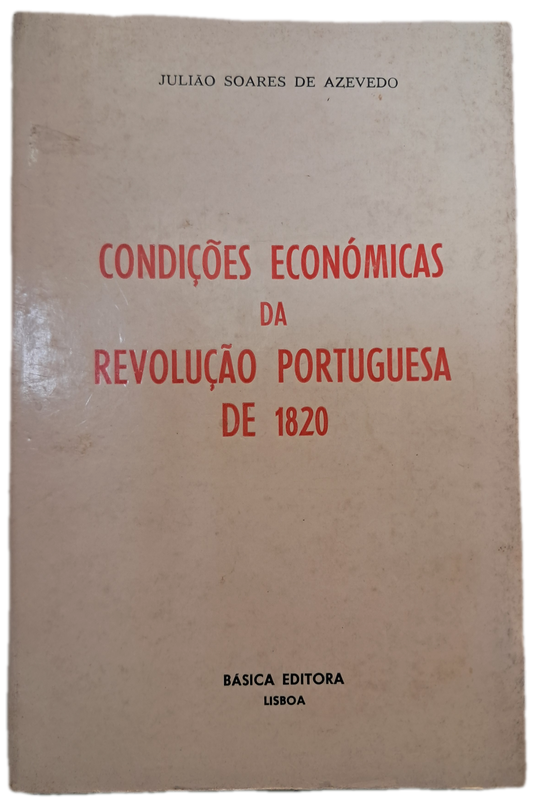 JULIÃO SOARES DE AZEVEDO
CONDIÇÕES ECONÓMICAS
DA
REVOLUÇÃO PORTUGUESA
DE 1820
BÁSICA EDITORA
LISBOA